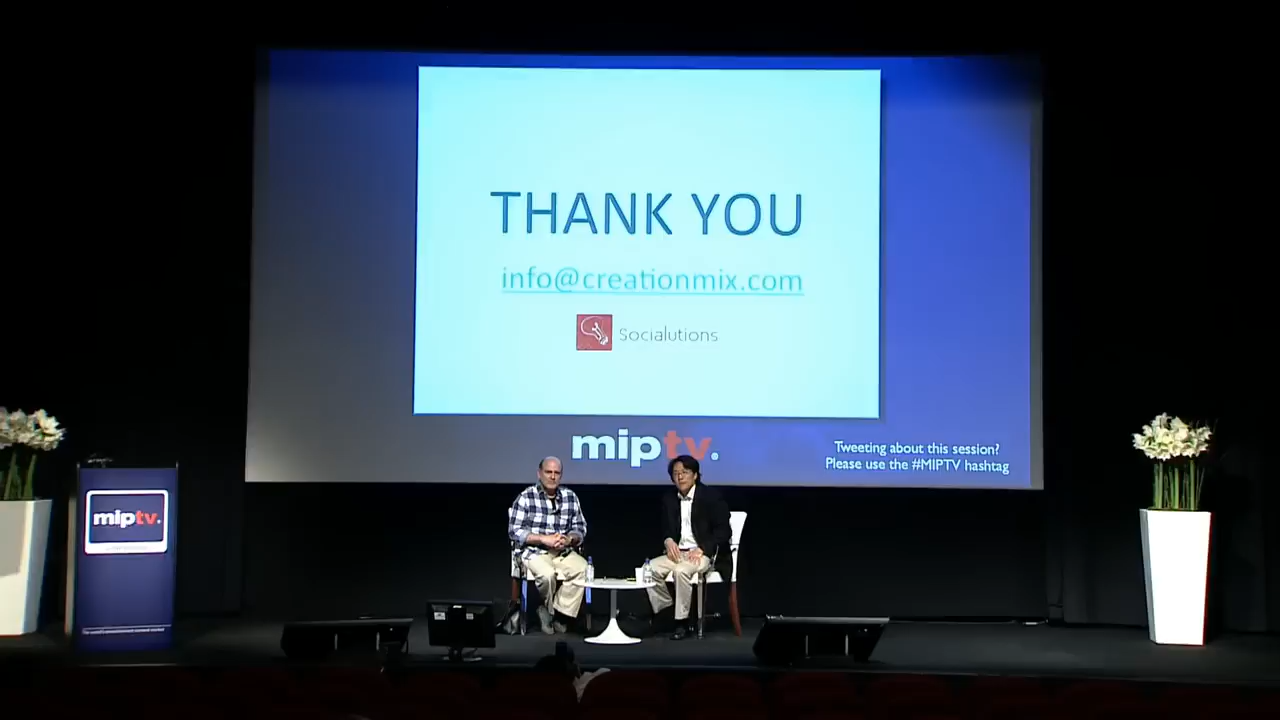 THANK YOU
info@creationmix.com
Socialutions
miptv.
Tweeting about this session?
Please use the #MIPTV hashtag
miptv.